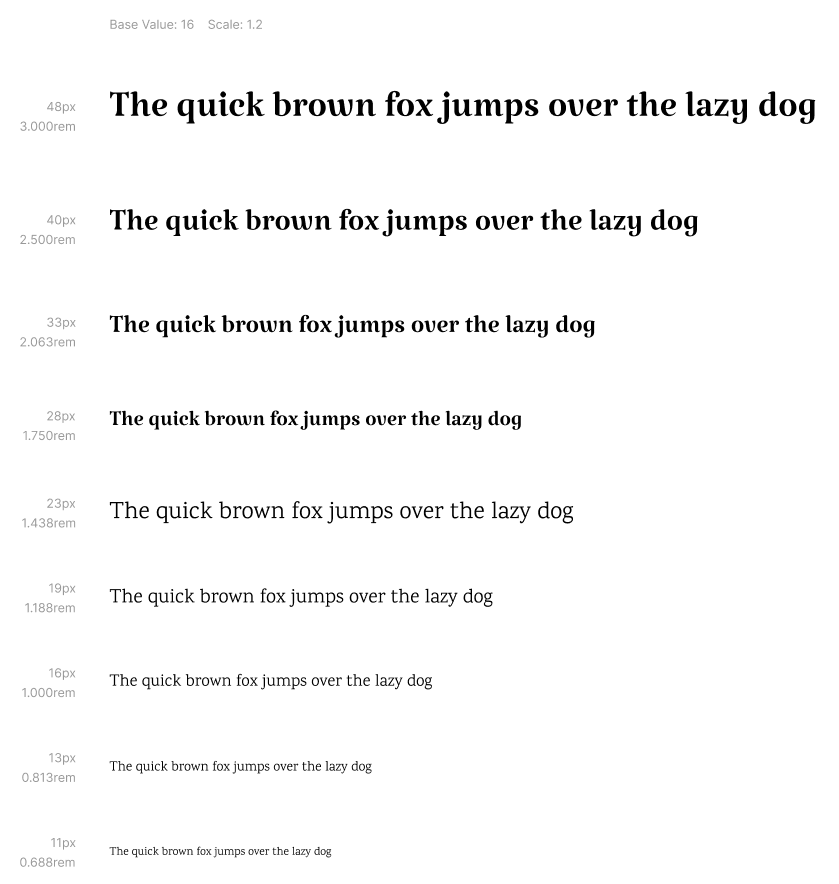 Base Value: 16 Scale: 1.2
48px
3.000rem
The quick brown fox jumps over the lazy dog
40px
2.500rem
The quick brown fox jumps over the lazy dog
33px
2.063rem
The quick brown fox jumps over the lazy dog
28px
1.750rem
The quick brown fox jumps over the lazy dog
23px
1.438rem
The quick brown fox jumps over the lazy dog
19px
1.188rem
The quick brown fox jumps over the lazy dog
16px
1.000rem
The quick brown fox jumps over the lazy dog
13px
0.813rem
The quick brown fox jumps over the lazy dog
11px
0.688rem
The quick brown fox jumps over the lazy dog